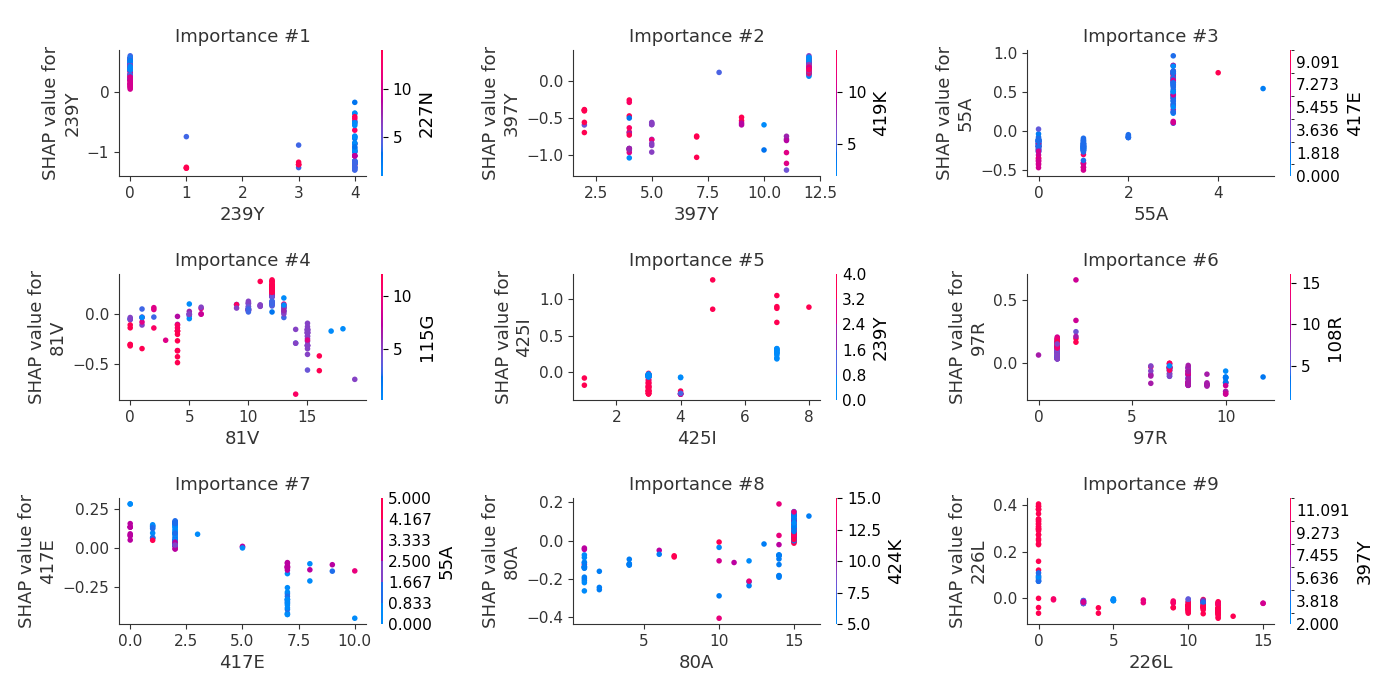 Importance #1
SHAP value for
239Y
0
−1
0
1
2
3
4
239Y
10
5
227N
Importance #2
SHAP value for
397Y
0.0
−0.5
−1.0
2.5
5.0
7.5
10.0
12.5
397Y
10
5
419K
Importance #3
SHAP value for
55A
1.0
0.5
0.0
−0.5
0
2
4
55A
9.091
7.273
5.455
3.636
1.818
0.000
417E
Importance #4
SHAP value for
81V
0.0
−0.5
0
5
10
15
81V
10
5
115G
Importance #5
SHAP value for
425I
1.0
0.5
0.0
2
4
6
8
425I
4.0
3.2
2.4
1.6
0.8
0.0
239Y
Importance #6
SHAP value for
97R
0.5
0.0
0
5
10
97R
15
10
5
108R
Importance #7
SHAP value for
417E
0.25
0.00
−0.25
0.0
2.5
5.0
7.5
10.0
417E
5.000
4.167
3.333
2.500
1.667
0.833
0.000
55A
Importance #8
SHAP value for
80A
0.2
0.0
−0.2
−0.4
5
10
15
80A
15.0
12.5
10.0
7.5
5.0
424K
Importance #9
SHAP value for
226L
0.4
0.2
0.0
0
5
10
15
226L
11.091
9.273
7.455
5.636
3.818
2.000
397Y